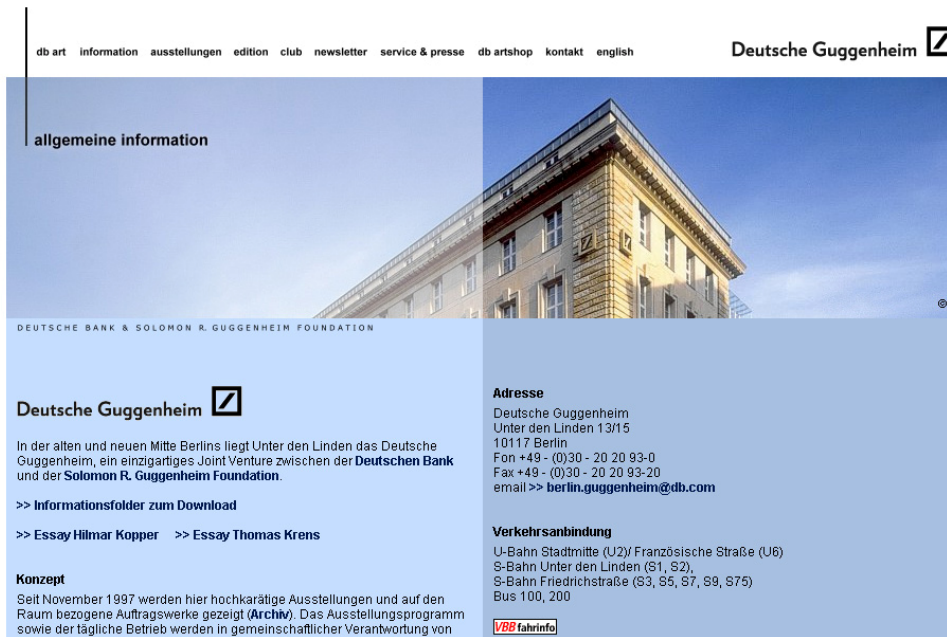 db art information ausstellungen edition club newsletter service & presse db artshop kontakt english
Deutsche Guggenheim
allgemeine information
©
DEUTSCHE BANK & SOLOMON R. GUGGENHEIM FOUNDATION
Deutsche Guggenheim
In der alten und neuen Mitte Berlins liegt Unter den Linden das Deutsche
Guggenheim, ein einzigartiges Joint Venture zwischen der Deutschen Bank
und der Solomon R. Guggenheim Foundation.
>> Informationsfolder zum Download
>> Essay Hilmar Kopper >> Essay Thomas Krens
Konzept
Seit November 1997 werden hier hochkarätige Ausstellungen und auf den
Raum bezogene Auftragswerke gezeigt (Archiv). Das Ausstellungsprogramm
sowie der tägliche Betrieb werden in gemeinschaftlicher Verantwortung von
Adresse
Deutsche Guggenheim
Unter den Linden 13/15
10117 Berlin
Fon +49 - (0)30 - 20 20 93-0
Fax +49 - (0)30 - 20 20 93-20
email >> berlin.guggenheim@db.com
Verkehrsanbindung
U-Bahn Stadtmitte (U2)/ Französische Straße (U6)
S-Bahn Unter den Linden (S1, S2),
S-Bahn Friedrichstraße (S3, S5, S7, S9, S75)
Bus 100, 200
VBB fahrinfo